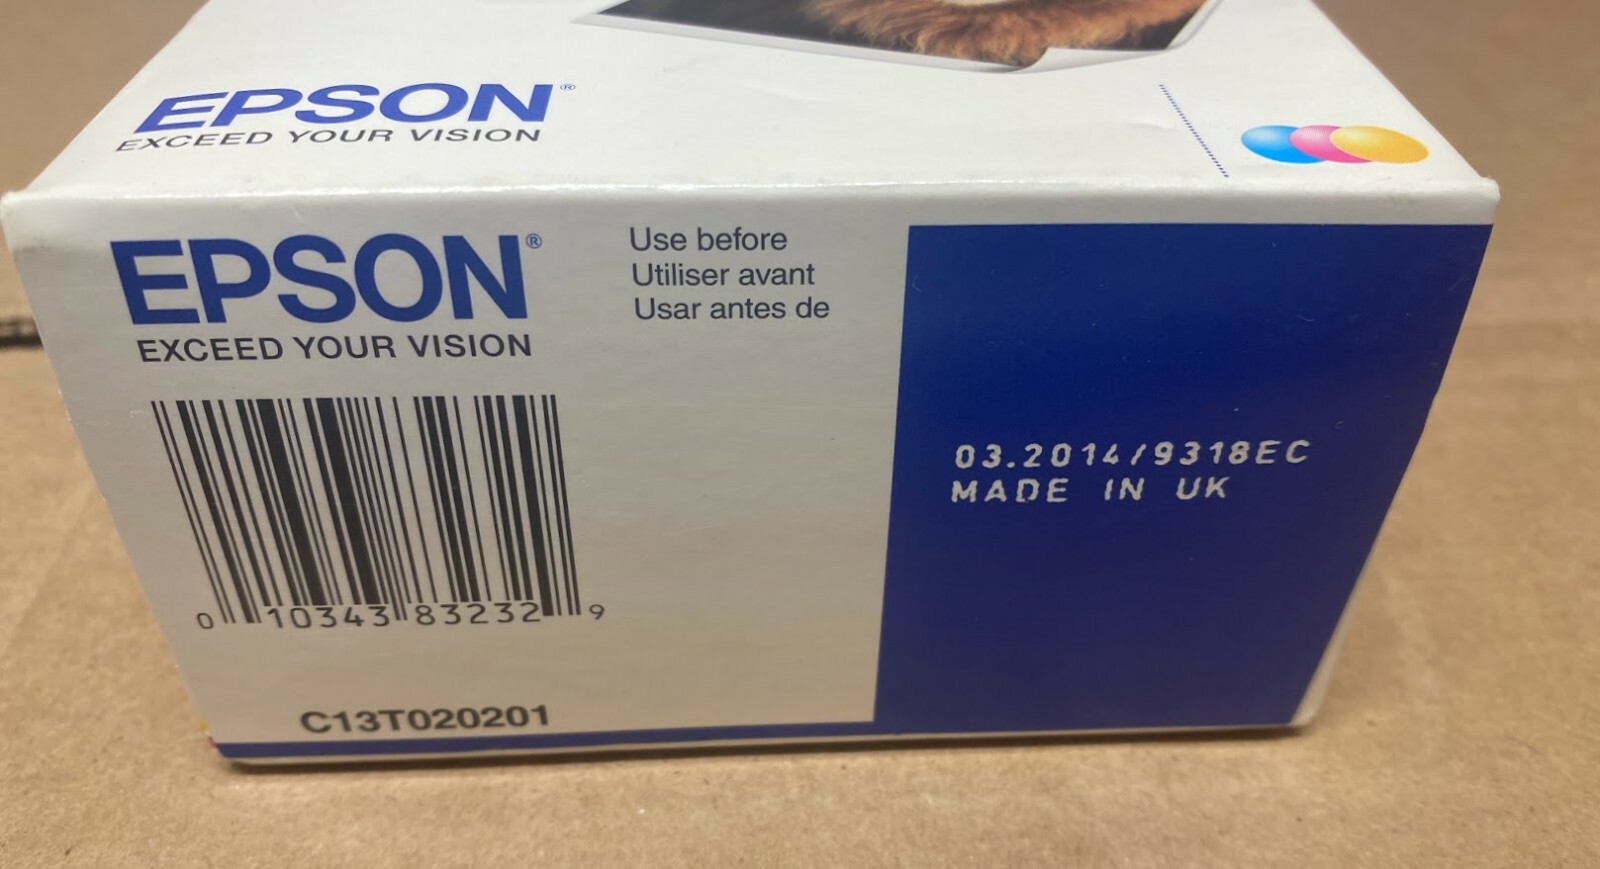 EPSON®
EXCEED YOUR VISION
EPSON®
EXCEED YOUR VISION
Use before
Utiliser avant
Usar antes de
03.2014/9318EC
MADE IN UK
0 10343 83232 9
C13T020201